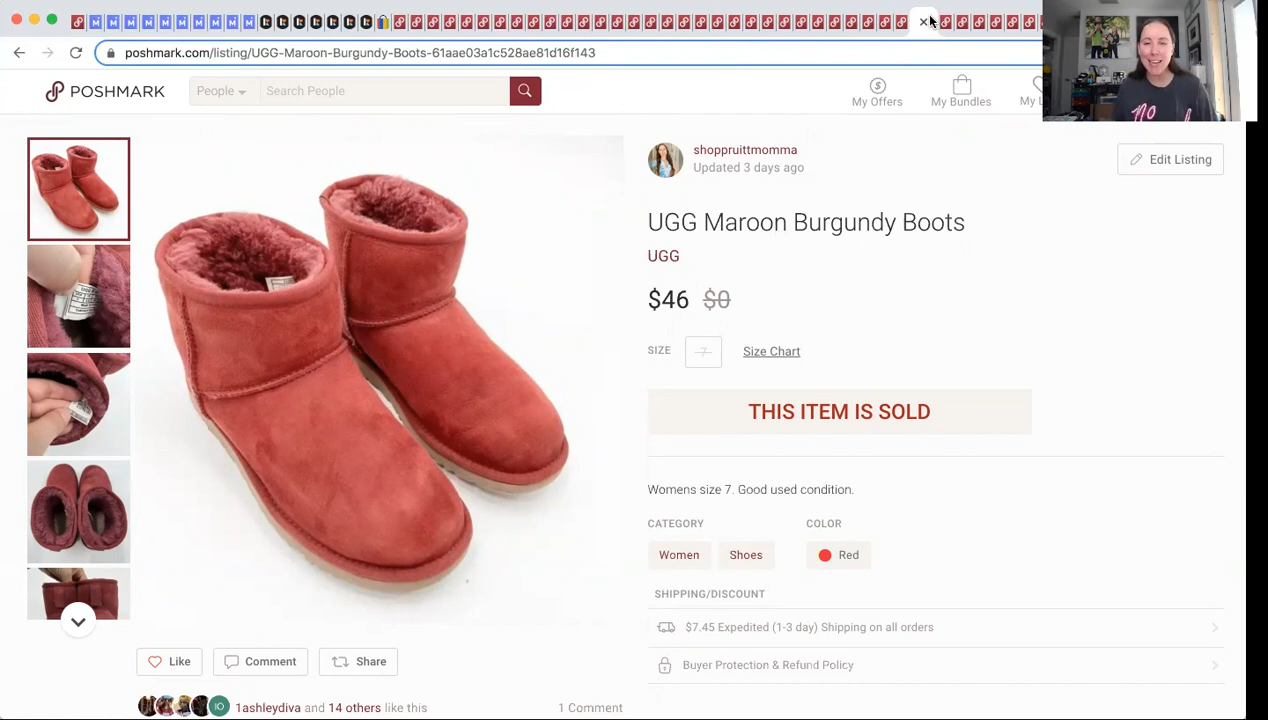 poshmark.com/listing/UGG-Maroon-Burgundy-Boots-61aae03a1c528ae81d16f143
POSHMARK
People
Search People
My Offers
My Bundles
My
shoppruittmomma
Updated 3 days ago
Edit Listing
UGG Maroon Burgundy Boots
UGG
$46 $0
SIZE 7 Size Chart
THIS ITEM IS SOLD
Womens size 7. Good used condition.
CATEGORY COLOR
Women Shoes Red
SHIPPING/DISCOUNT
$7.45 Expedited (1-3 day) Shipping on all orders
Buyer Protection & Refund Policy
Like Comment Share
1ashleydiva and 14 others like this
1 Comment